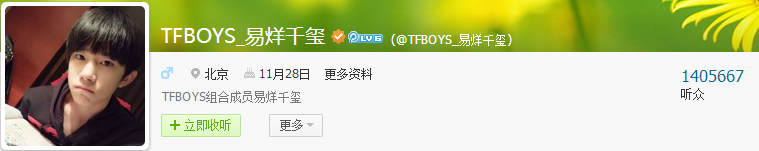 TFBOYS_易烊千玺 LV6 (@TFBOYS_易烊千玺)
北京 11月28日 更多资料
1405667
听众
TFBOYS组合成员易烊千玺
+立即收听 更多